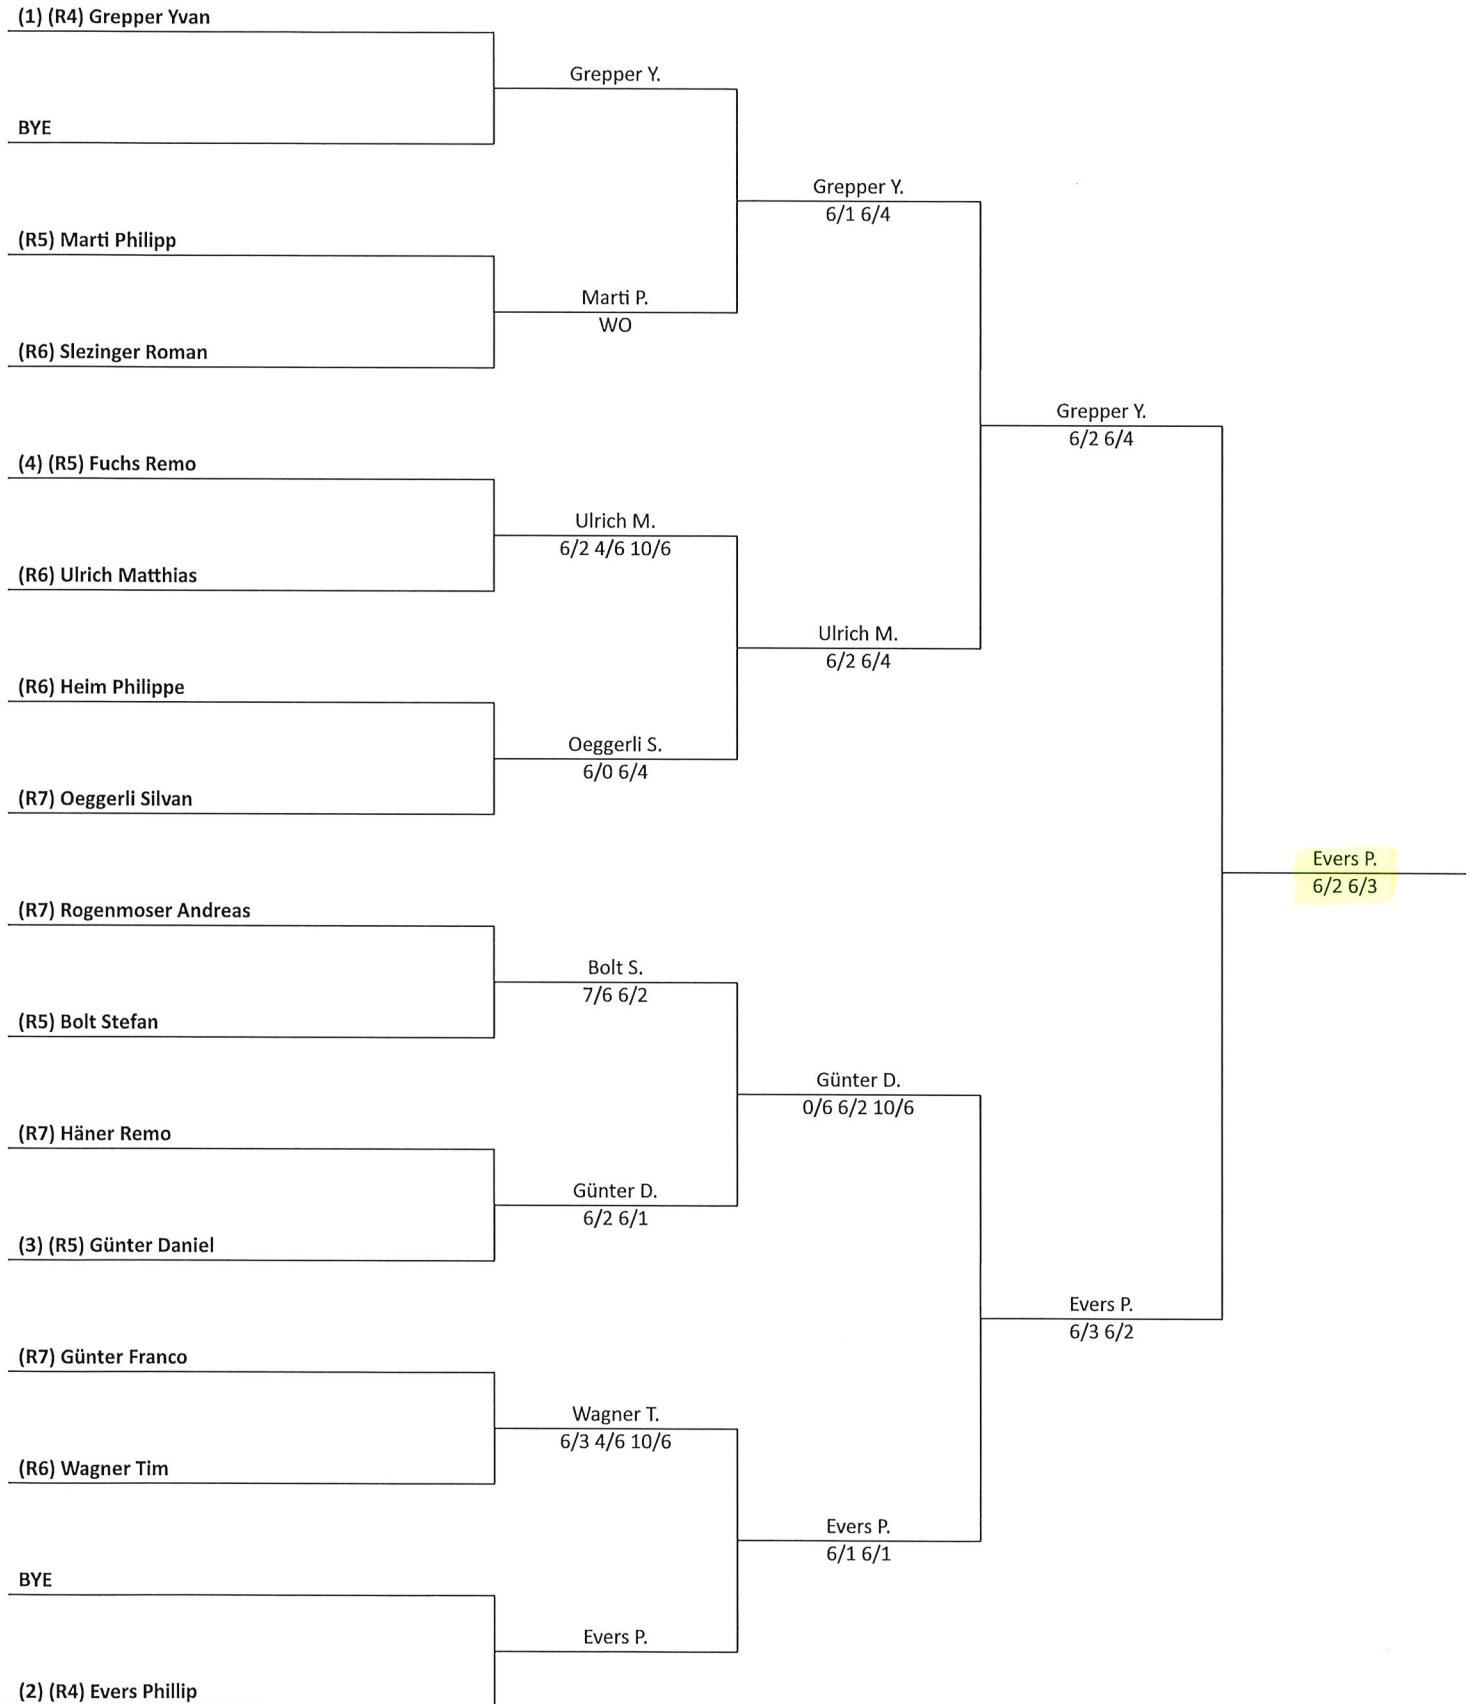 (1) (R4) Grepper Yvan
Grepper Y.
BYE
Grepper Y.
6/1 6/4
(R5) Marti Philipp
Marti P.
WO
(R6) Slezinger Roman
Grepper Y.
6/2 6/4
(4) (R5) Fuchs Remo
Ulrich M.
6/2 4/6 10/6
(R6) Ulrich Matthias
Ulrich M.
6/2 6/4
(R6) Heim Philippe
Oeggerli S.
6/0 6/4
(R7) Oeggerli Silvan
Evers P.
6/2 6/3
(R7) Rogenmoser Andreas
Bolt S.
7/6 6/2
(R5) Bolt Stefan
Günter D.
0/6 6/2 10/6
(R7) Häner Remo
Günter D.
6/2 6/1
(3) (R5) Günter Daniel
Evers P.
6/3 6/2
(R7) Günter Franco
Wagner T.
6/3 4/6 10/6
(R6) Wagner Tim
Evers P.
6/1 6/1
BYE
Evers P.
(2) (R4) Evers Phillip